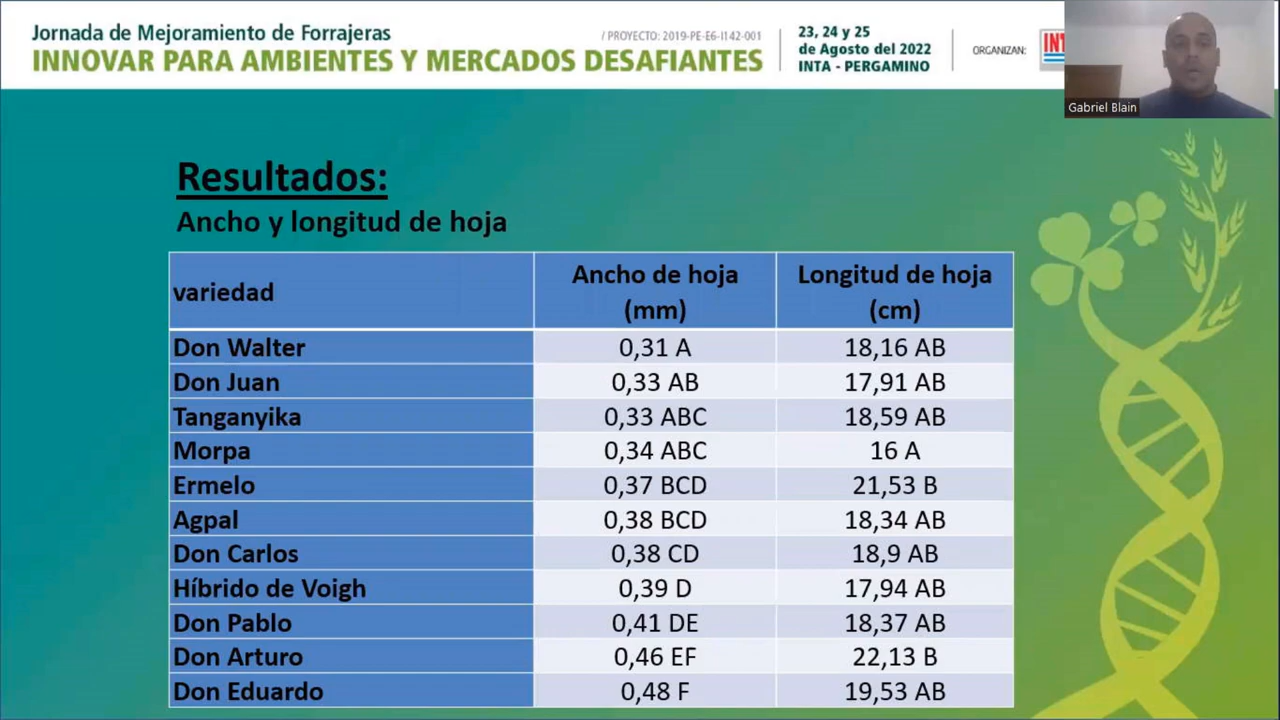 Jornada de Mejoramiento de Forrajeras
/ PROYECTO: 2019-PE-E6-I142-001
INNOVAR PARA AMBIENTES Y MERCADOS DESAFIANTES
23, 24 y 25
de Agosto del 2022
INTA - PERGAMINO
ORGANIZAN:
Gabriel Blain
Resultados:
Ancho y longitud de hoja
variedad Ancho de hoja (mm) Longitud de hoja (cm)
Don Walter 0,31 A 18,16 AB
Don Juan 0,33 AB 17,91 AB
Tanganyika 0,33 ABC 18,59 AB
Morpa 0,34 ABC 16 A
Ermelo 0,37 BCD 21,53 B
Agpal 0,38 BCD 18,34 AB
Don Carlos 0,38 CD 18,9 AB
Híbrido de Voigh 0,39 D 17,94 AB
Don Pablo 0,41 DE 18,37 AB
Don Arturo 0,46 EF 22,13 B
Don Eduardo 0,48 F 19,53 AB